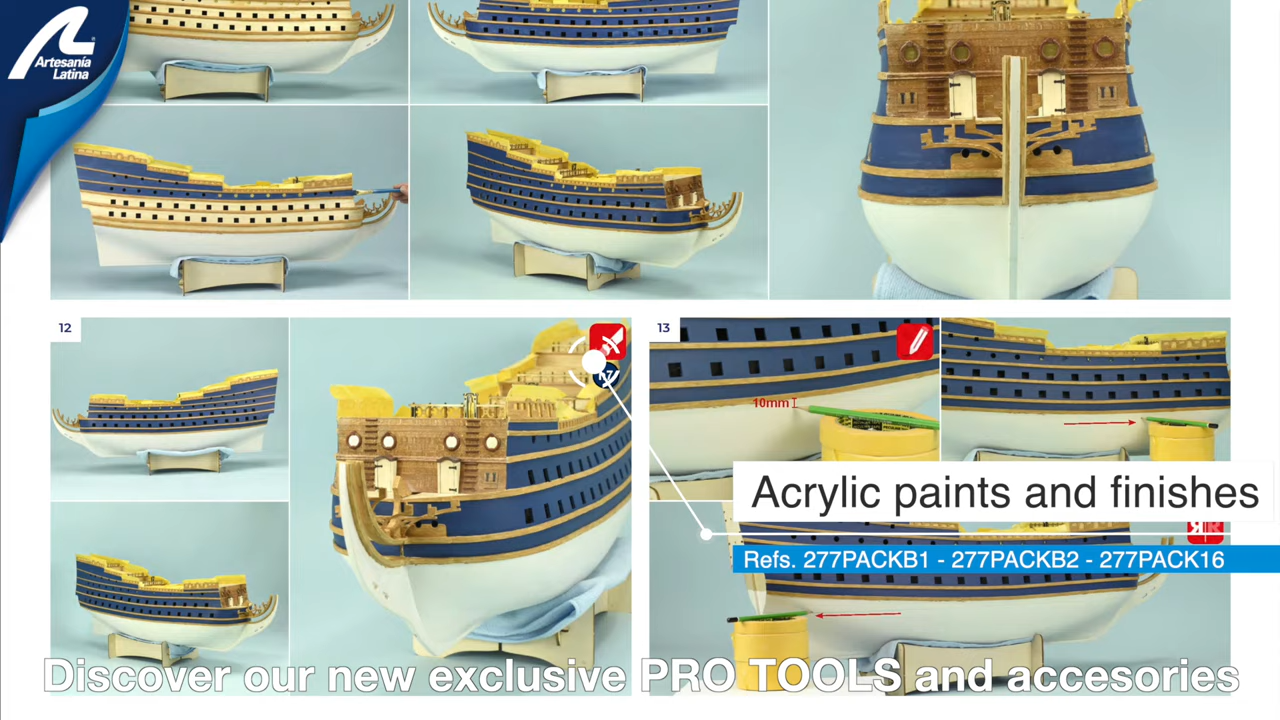 Artesanía
Latina
12
13
10mm
Acrylic paints and finishes
Refs. 277PACKB1 - 277PACKB2 - 277PACK16
Discover our new exclusive PRO TOOLS and accesories